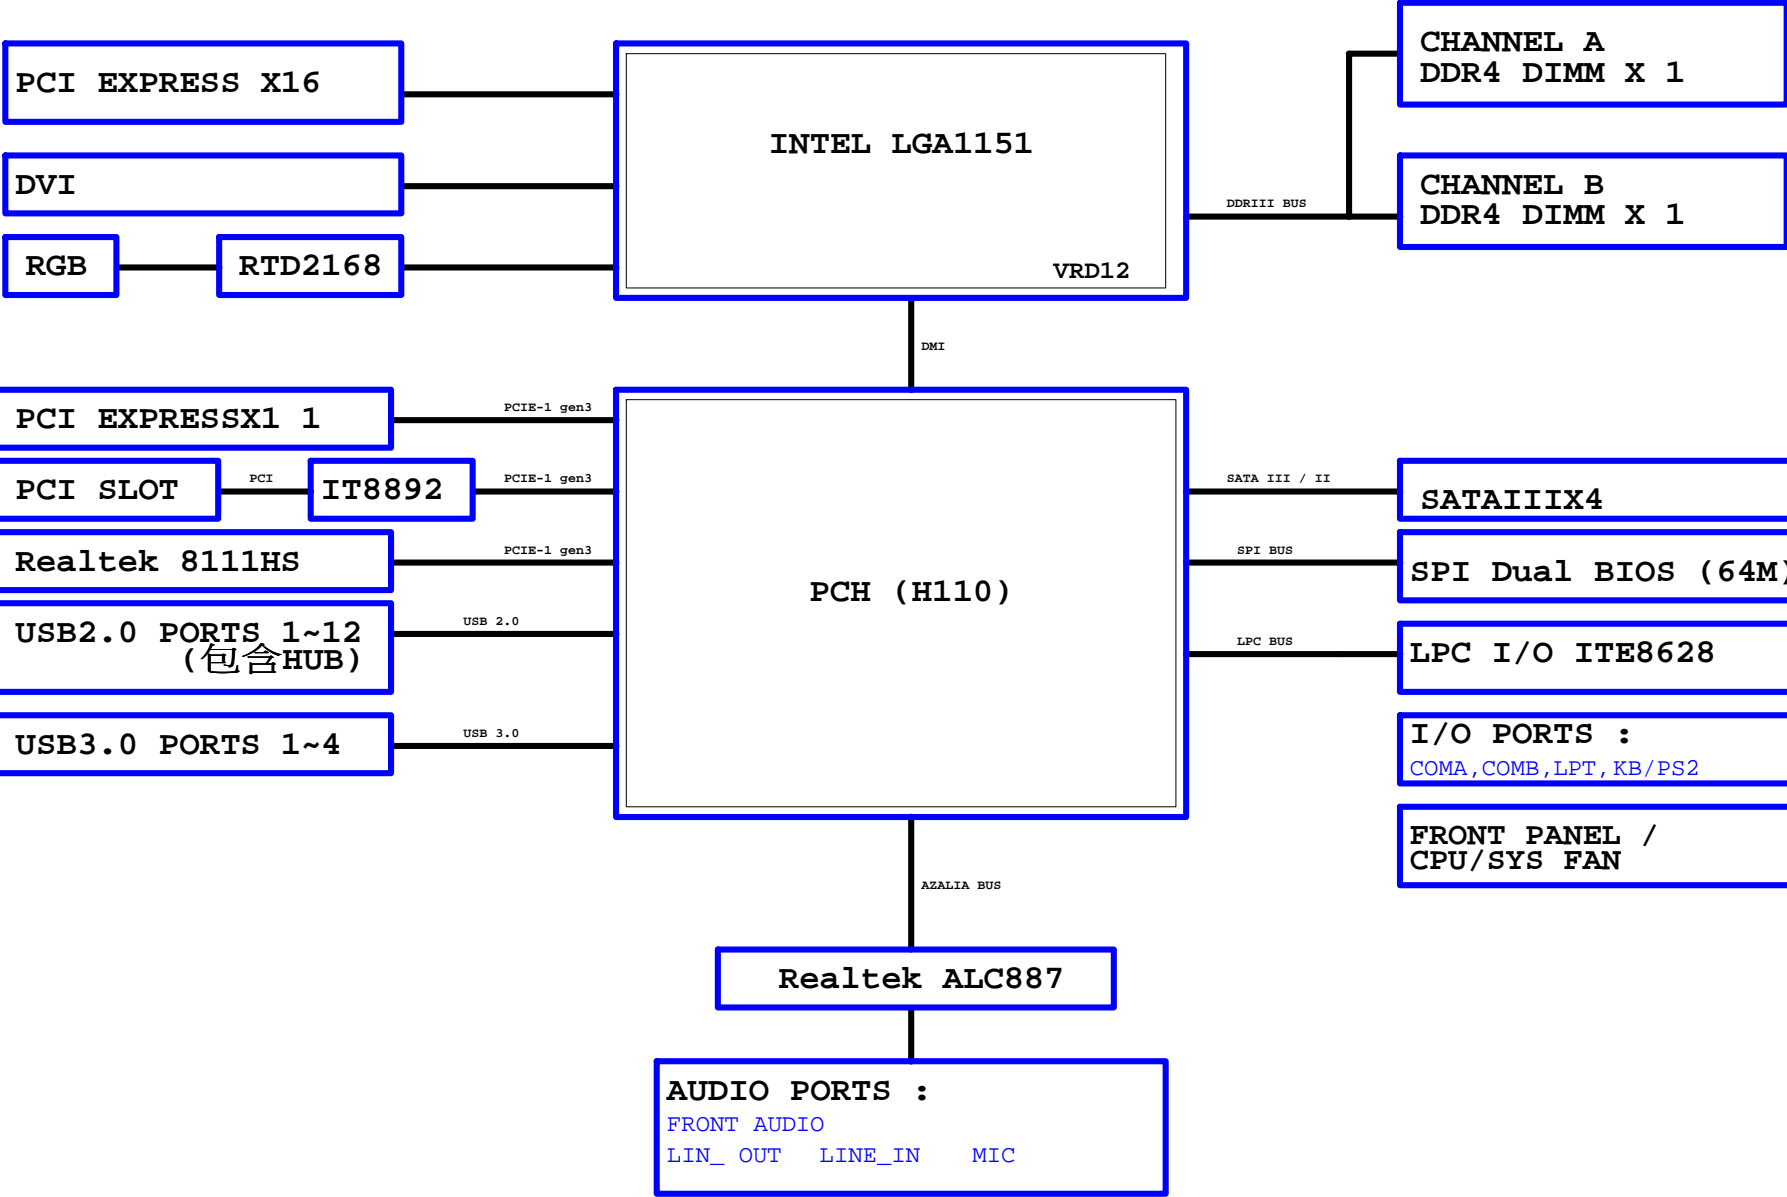 PCI EXPRESS X16
DVI
RGB
RTD2168
INTEL LGA1151
VRD12
DDRIII BUS
CHANNEL A
DDR4 DIMM X 1
CHANNEL B
DDR4 DIMM X 1
DMI
PCI EXPRESSX1 1
PCIE-1 gen3
PCI SLOT
PCI
IT8892
PCIE-1 gen3
Realtek 8111HS
PCIE-1 gen3
USB2.0 PORTS 1~12
(包含HUB)
USB 2.0
USB3.0 PORTS 1~4
USB 3.0
PCH (H110)
SATA III / II
SATAIIIX4
SPI BUS
SPI Dual BIOS (64M)
LPC BUS
LPC I/O ITE8628
I/O PORTS :
COMA,COMB,LPT,KB/PS2
FRONT PANEL /
CPU/SYS FAN
AZALIA BUS
Realtek ALC887
AUDIO PORTS :
FRONT AUDIO
LIN_ OUT LINE_IN MIC